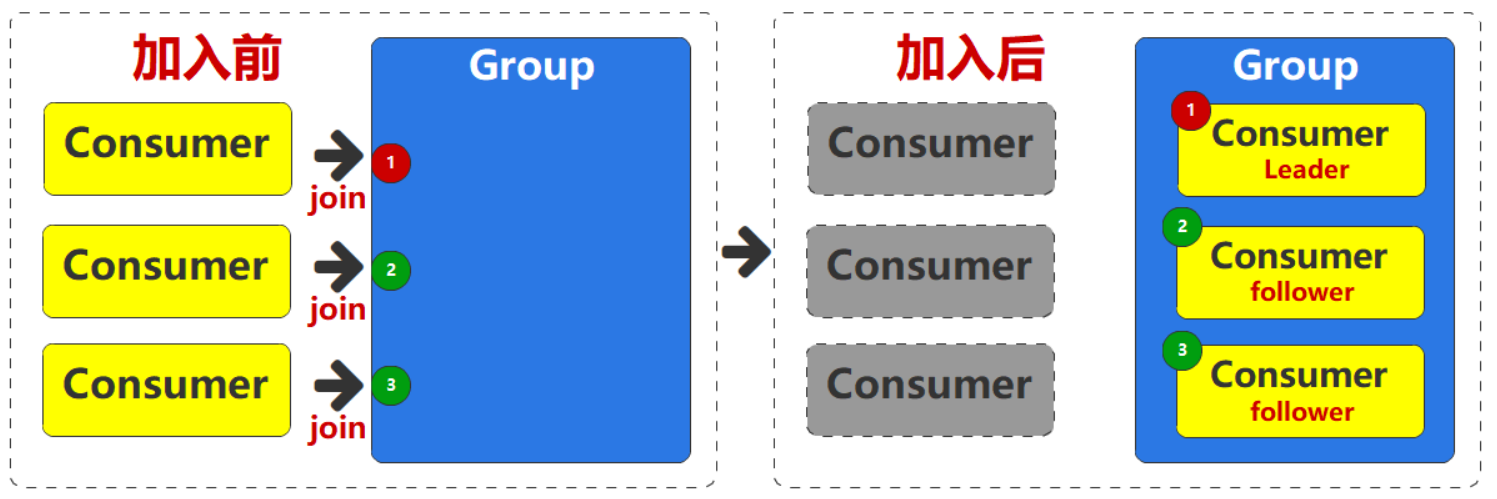 加入前
Group
Consumer
join
1
Consumer
join
2
Consumer
join
3
加入后
Consumer
Consumer
Consumer
Group
1
Consumer
Leader
2
Consumer
follower
3
Consumer
follower